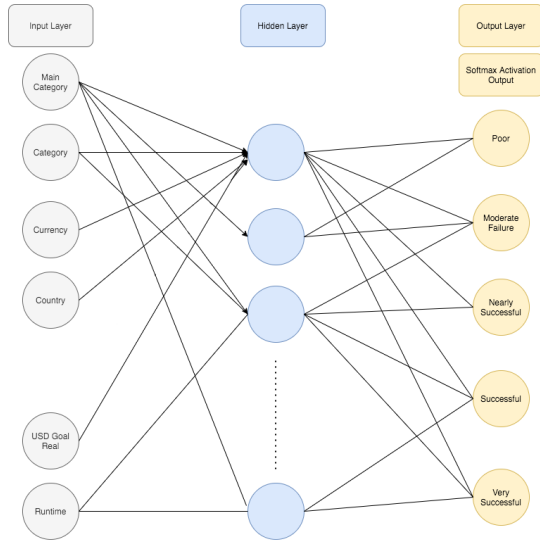 Input Layer
Hidden Layer
Output Layer
Softmax Activation
Output
Main
Category
Category
Currency
Country
USD Goal
Real
Runtime
Poor
Moderate
Failure
Nearly
Successful
Successful
Very
Successful